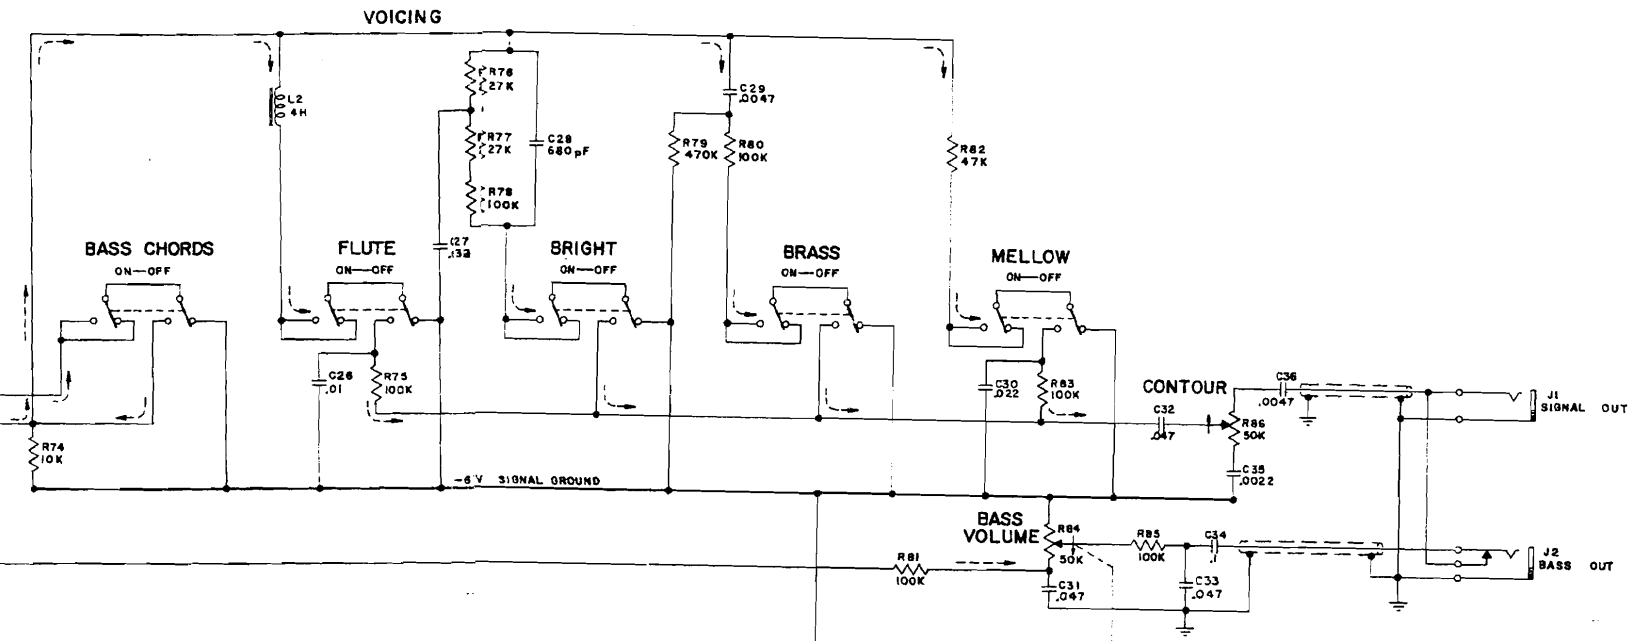 VOICING
R76
27K
L2
4H
C29
.0047
R77
27K
C28
680pF
R79
470K
R80
100K
R82
47K
R78
100K
BASS CHORDS
ON—OFF
FLUTE
ON—OFF
BRIGHT
ON—OFF
BRASS
ON—OFF
MELLOW
ON—OFF
C26
.01
R75
100K
C30
.022
R83
100K
CONTOUR
C36
.0047
J1
SIGNAL OUT
C32
.047
R86
50K
R74
10K
C35
.0022
-6V SIGNAL GROUND
BASS
VOLUME
R84
50K
R85
100K
C34
.1
J2
BASS OUT
R81
100K
C31
.047
C33
.047